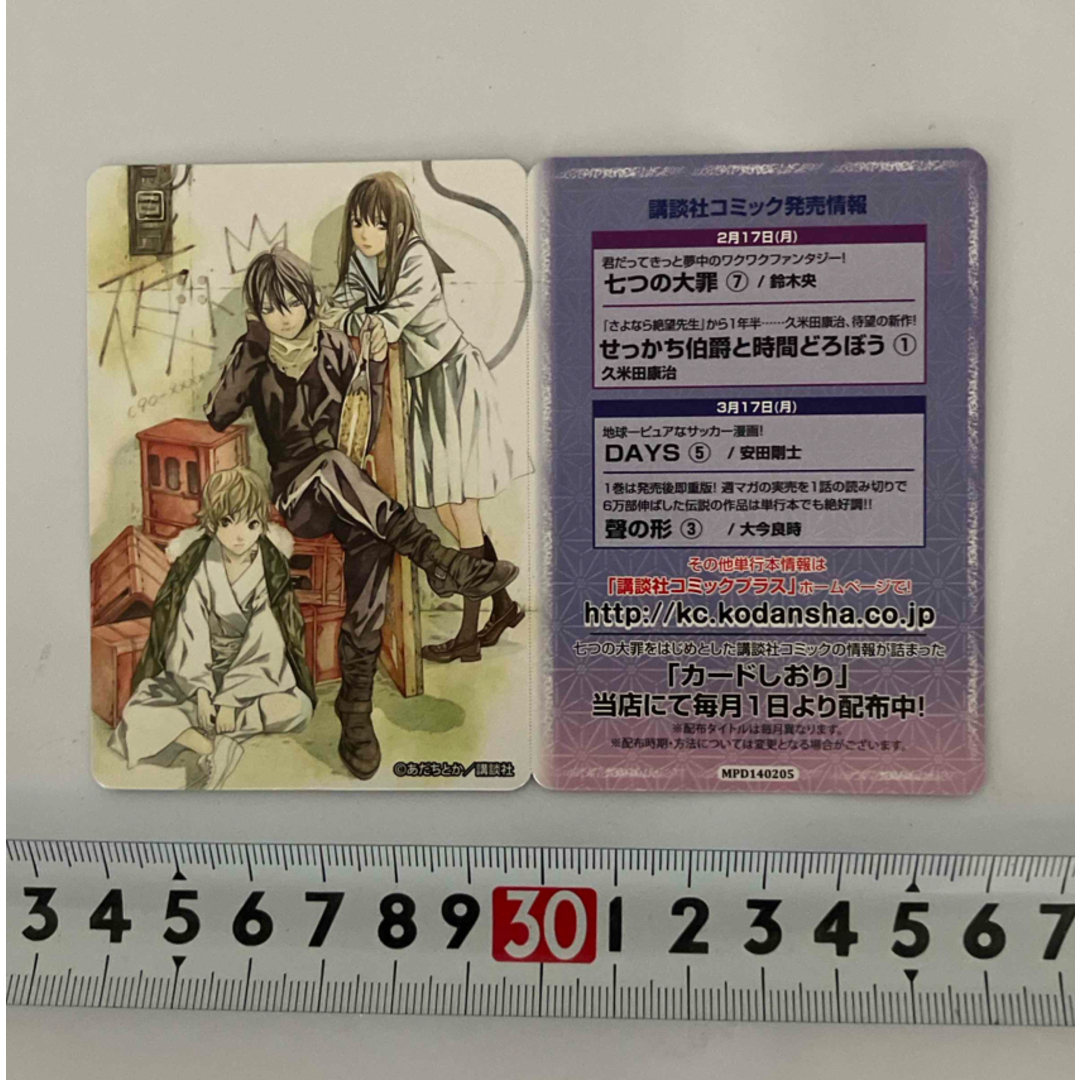 c90-xxxx
©あだちとか/講談社
講談社コミック発売情報
2月17日(月)
君だってきっと夢中のワクワクファンタジー!
七つの大罪 ⑦ / 鈴木央
「さよなら絶望先生」から1年半……久米田康治、待望の新作!
せっかち伯爵と時間どろぼう ①
久米田康治
3月17日(月)
地球一ピュアなサッカー漫画!
DAYS ⑤ / 安田剛士
1巻は発売後即重版! 週マガの実売を1話の読み切りで
6万部伸ばした伝説の作品は単行本でも絶好調!!
聲の形 ③ / 大今良時
その他単行本情報は
「講談社コミックプラス」ホームページで!
http://kc.kodansha.co.jp
七つの大罪をはじめとした講談社コミックの情報が詰まった
「カードしおり」
当店にて毎月1日より配布中!
※配布タイトルは毎月異なります。
※配布時期・方法については変更となる場合がございます。
MPD140205
3 4 5 6 7 8 9 30 1 2 3 4 5 6 7